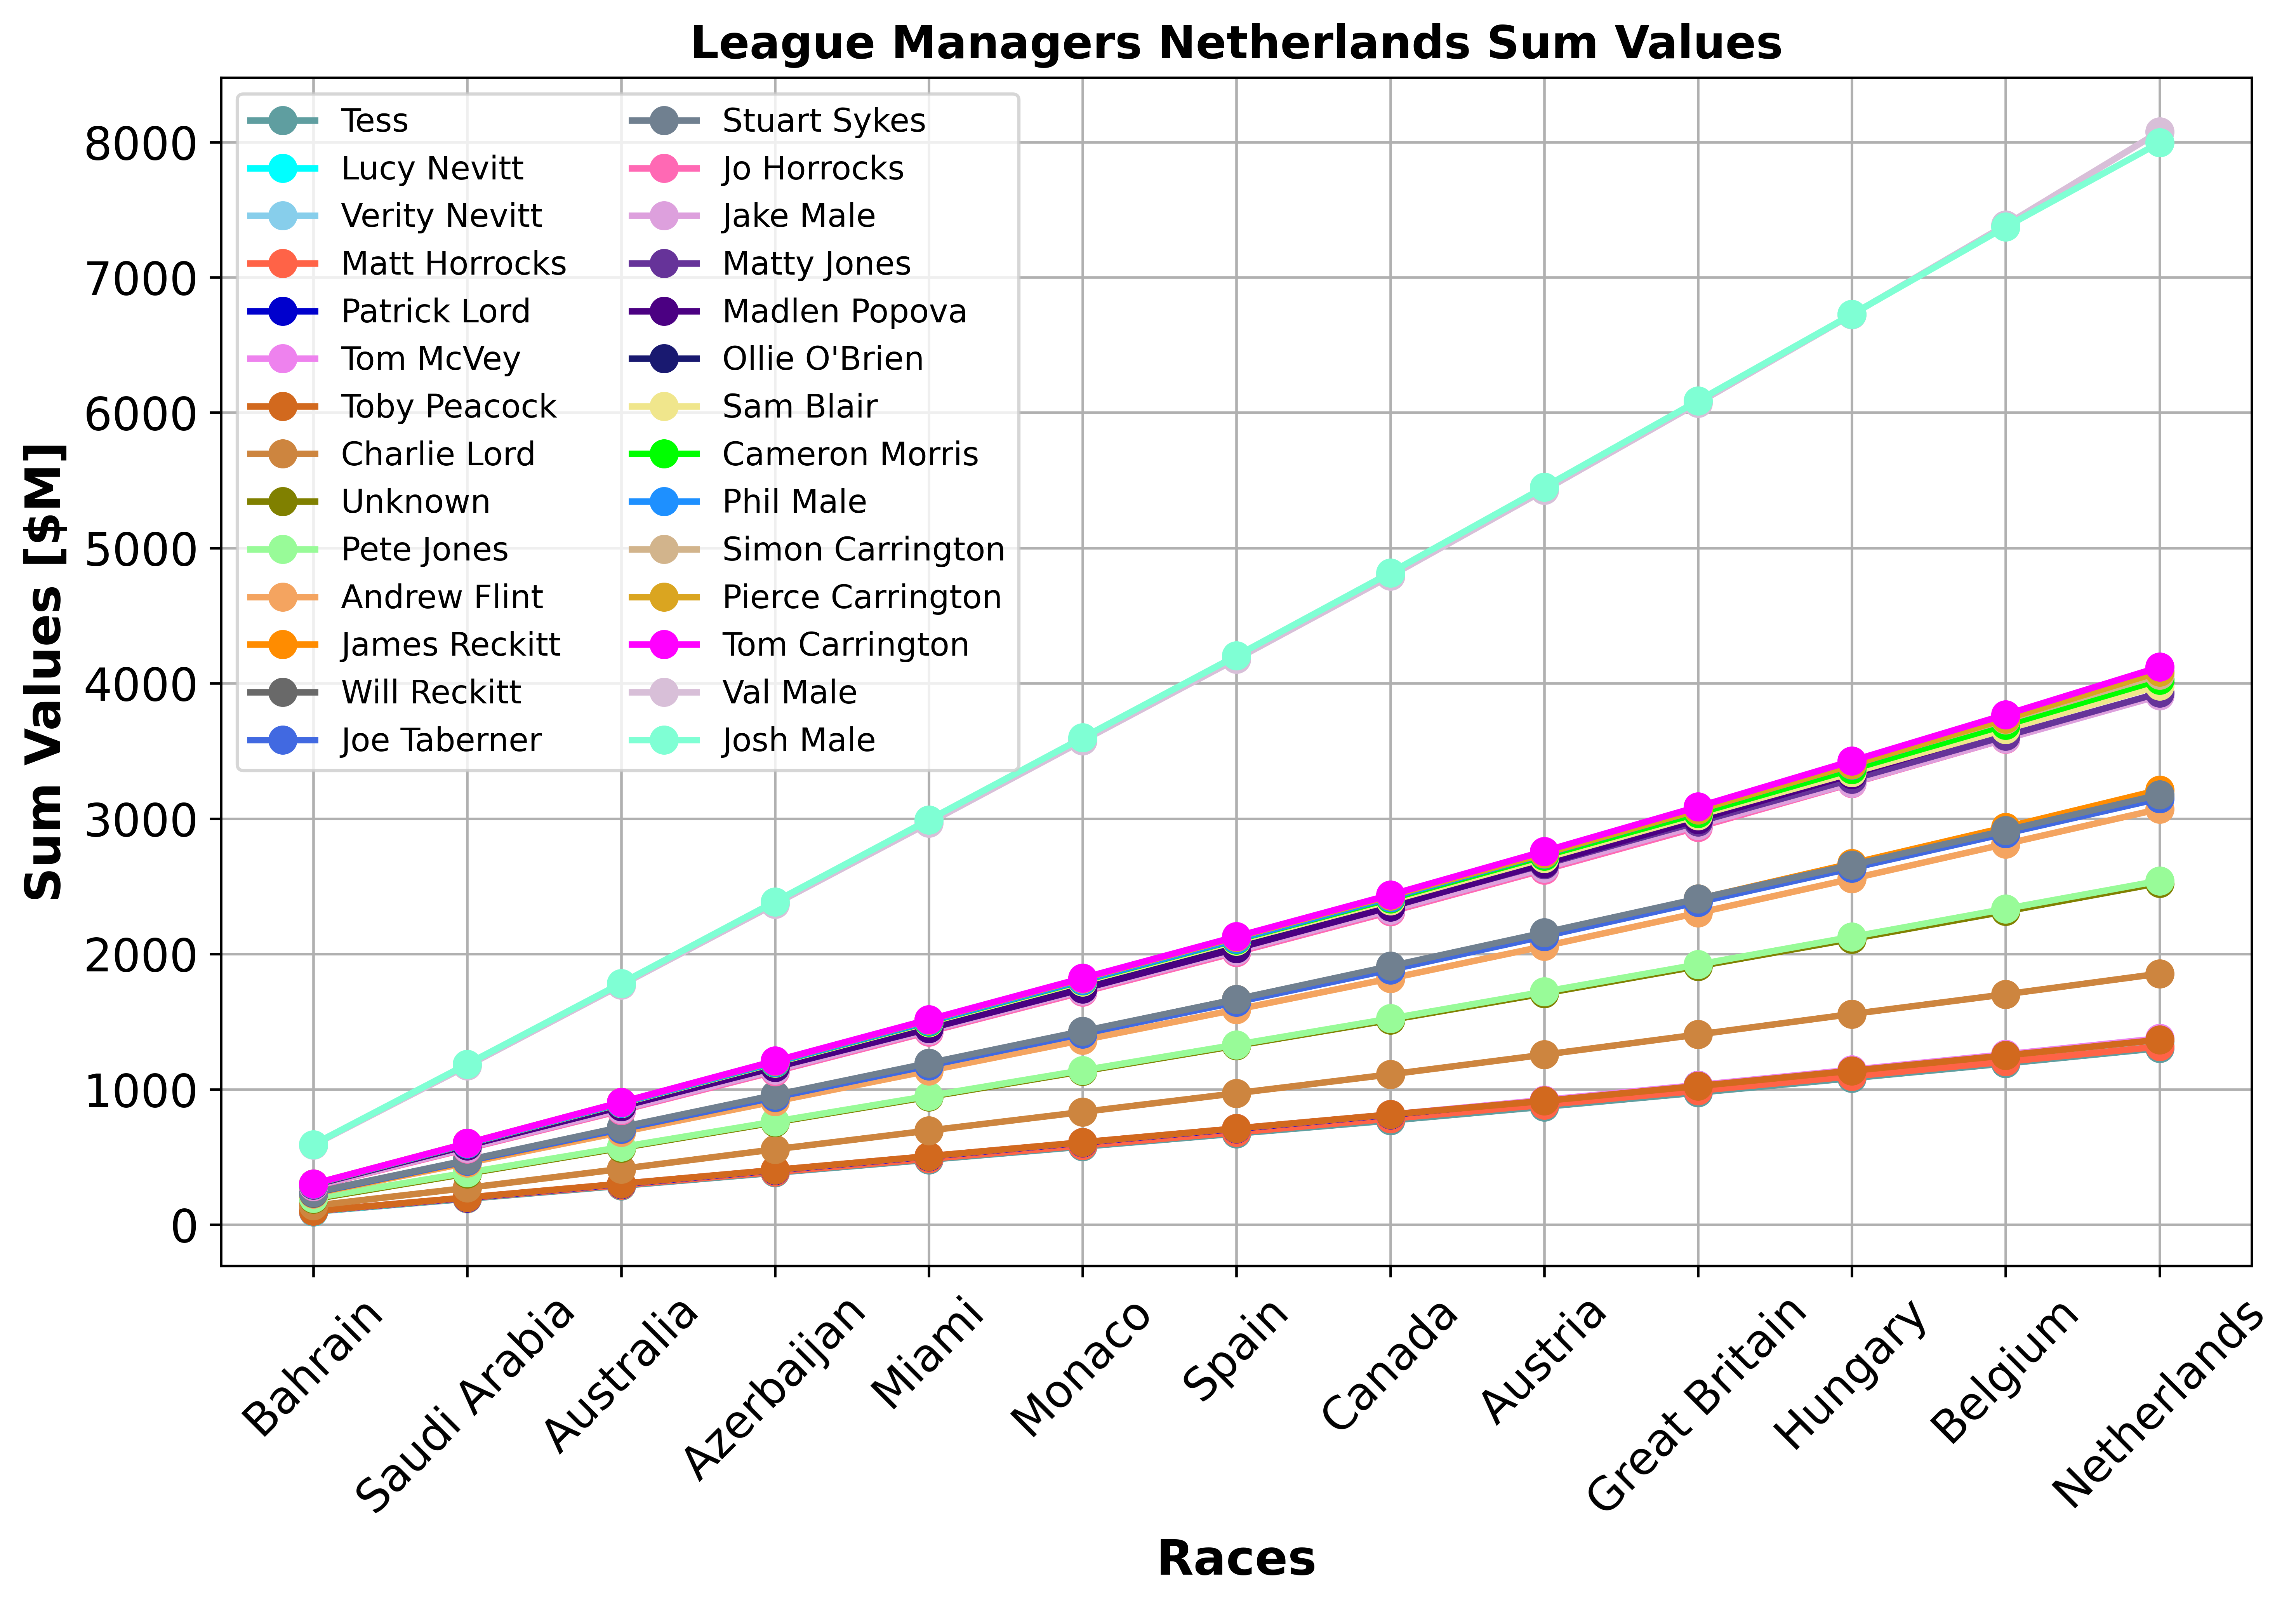 League Managers Netherlands Sum Values
Sum Values [$M]
8000
7000
6000
5000
4000
3000
2000
1000
0
Tess
Lucy Nevitt
Verity Nevitt
Matt Horrocks
Patrick Lord
Tom McVey
Toby Peacock
Charlie Lord
Unknown
Pete Jones
Andrew Flint
James Reckitt
Will Reckitt
Joe Taberner
Stuart Sykes
Jo Horrocks
Jake Male
Matty Jones
Madlen Popova
Ollie O'Brien
Sam Blair
Cameron Morris
Phil Male
Simon Carrington
Pierce Carrington
Tom Carrington
Val Male
Josh Male
Bahrain
Saudi Arabia
Australia
Azerbaijan
Miami
Monaco
Spain
Canada
Austria
Great Britain
Hungary
Belgium
Netherlands
Races